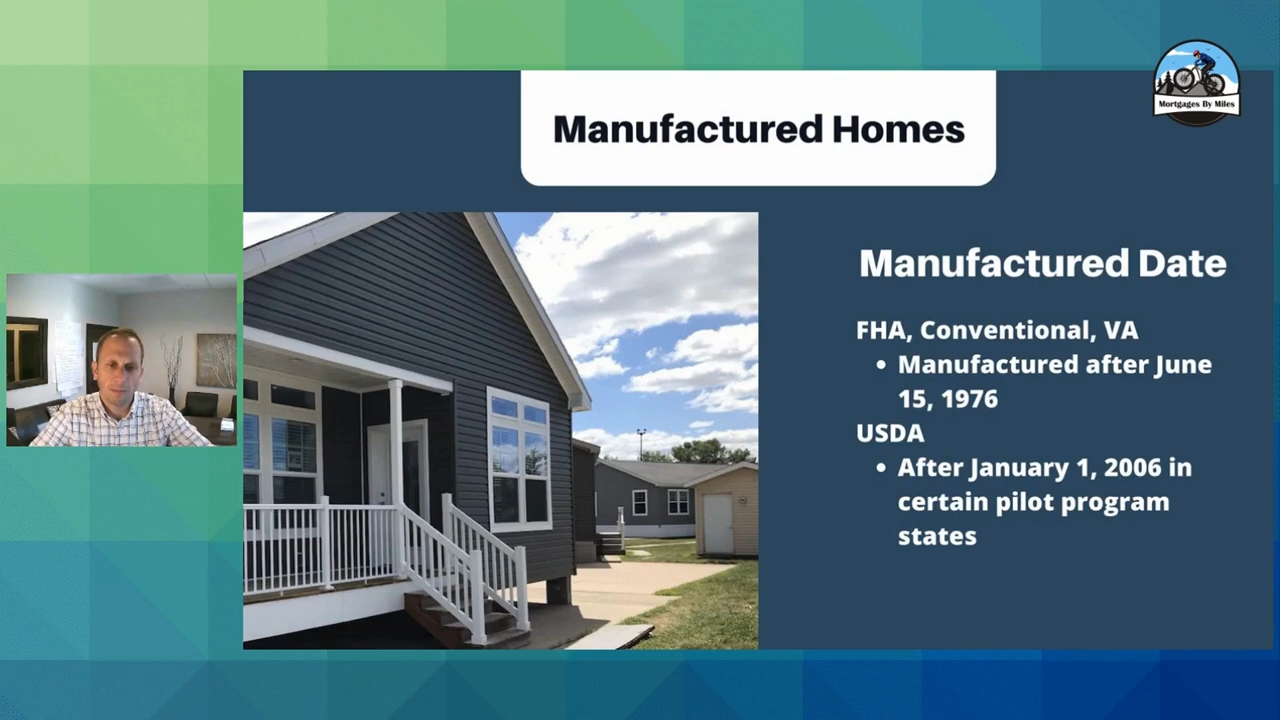 Mortgages By Miles
Manufactured Homes
Manufactured Date
FHA, Conventional, VA
• Manufactured after June
15, 1976
USDA
• After January 1, 2006 in
certain pilot program
states